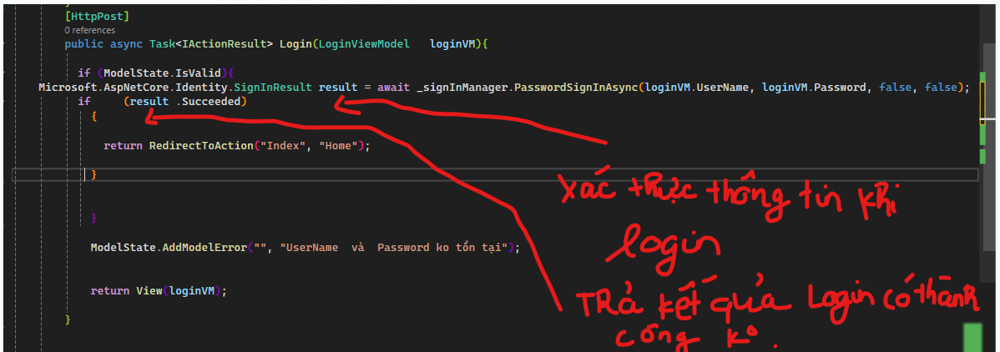 [HttpPost]
0 references
public async Task<IActionResult> Login(LoginViewModel loginVM){
if (ModelState.IsValid){
Microsoft.AspNetCore.Identity.SignInResult result = await _signInManager.PasswordSignInAsync(loginVM.UserName, loginVM.Password, false, false);
if (result .Succeeded)
{
return RedirectToAction("Index", "Home");
}
}
ModelState.AddModelError("", "UserName và Password ko tồn tại");
return View(loginVM);
}
xác thực thông tin khi
login
Trả kết quả Login có thành
công ko.